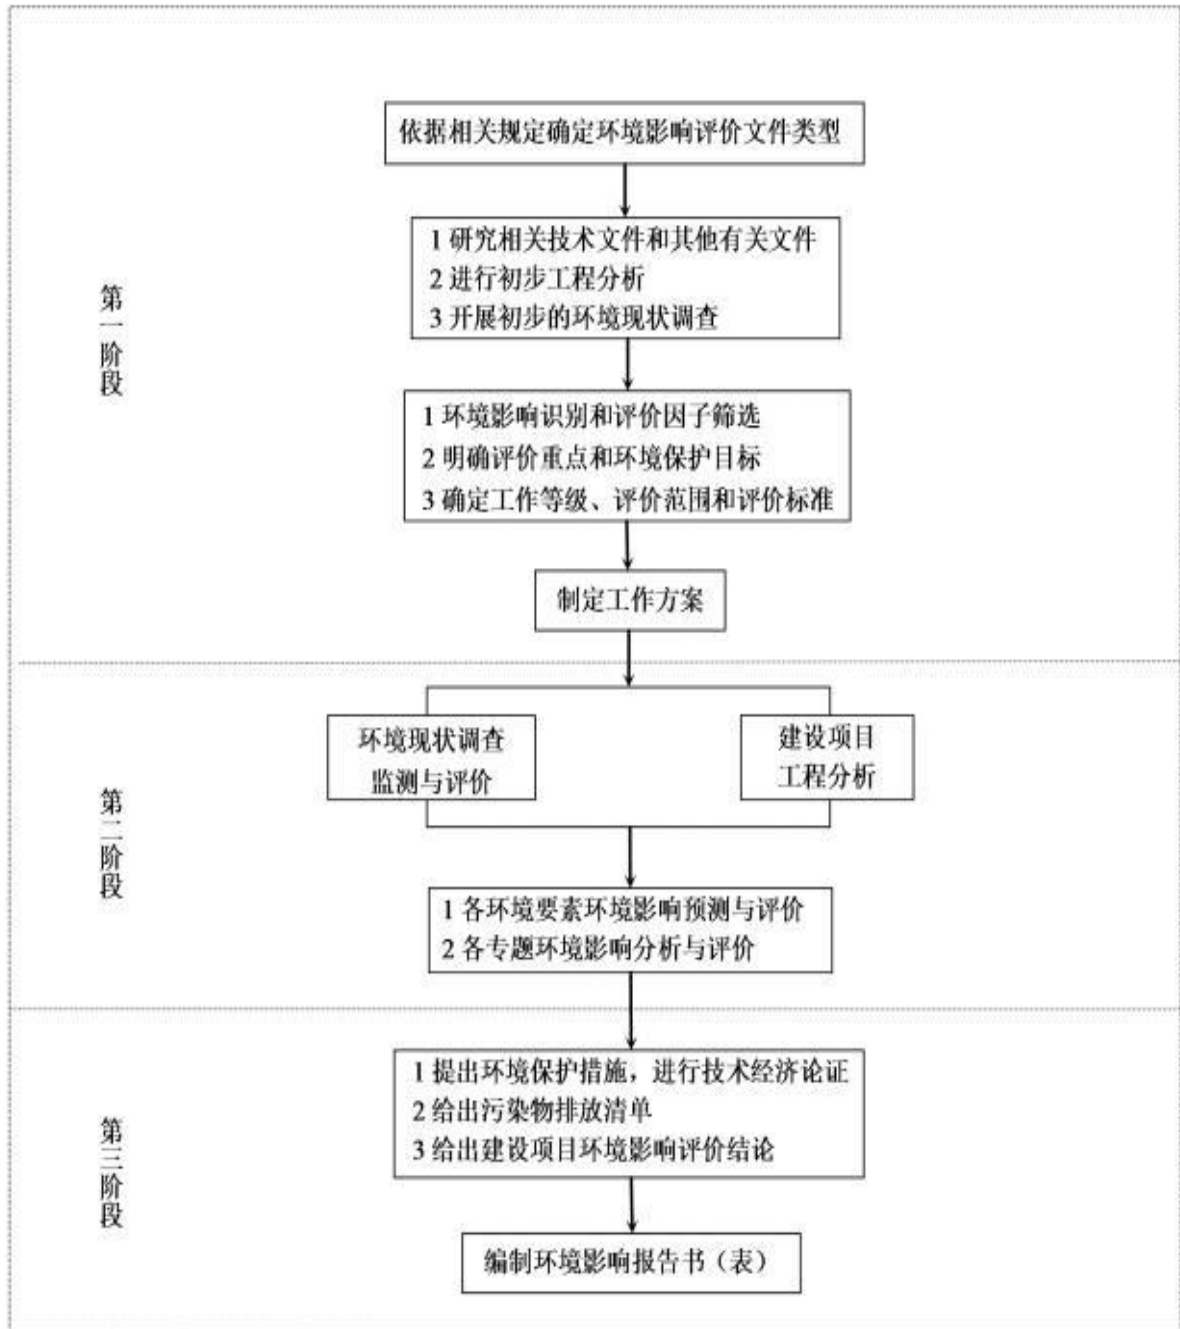 依据相关规定确定环境影响评价文件类型
1 研究相关技术文件和其他有关文件
2 进行初步工程分析
3 开展初步的环境现状调查
第一阶段
1 环境影响识别和评价因子筛选
2 明确评价重点和环境保护目标
3 确定工作等级、评价范围和评价标准
制定工作方案
环境现状调查
监测与评价
建设项目
工程分析
第二阶段
1 各环境要素环境影响预测与评价
2 各专题环境影响分析与评价
1 提出环境保护措施，进行技术经济论证
2 给出污染物排放清单
3 给出建设项目环境影响评价结论
第三阶段
编制环境影响报告书（表）